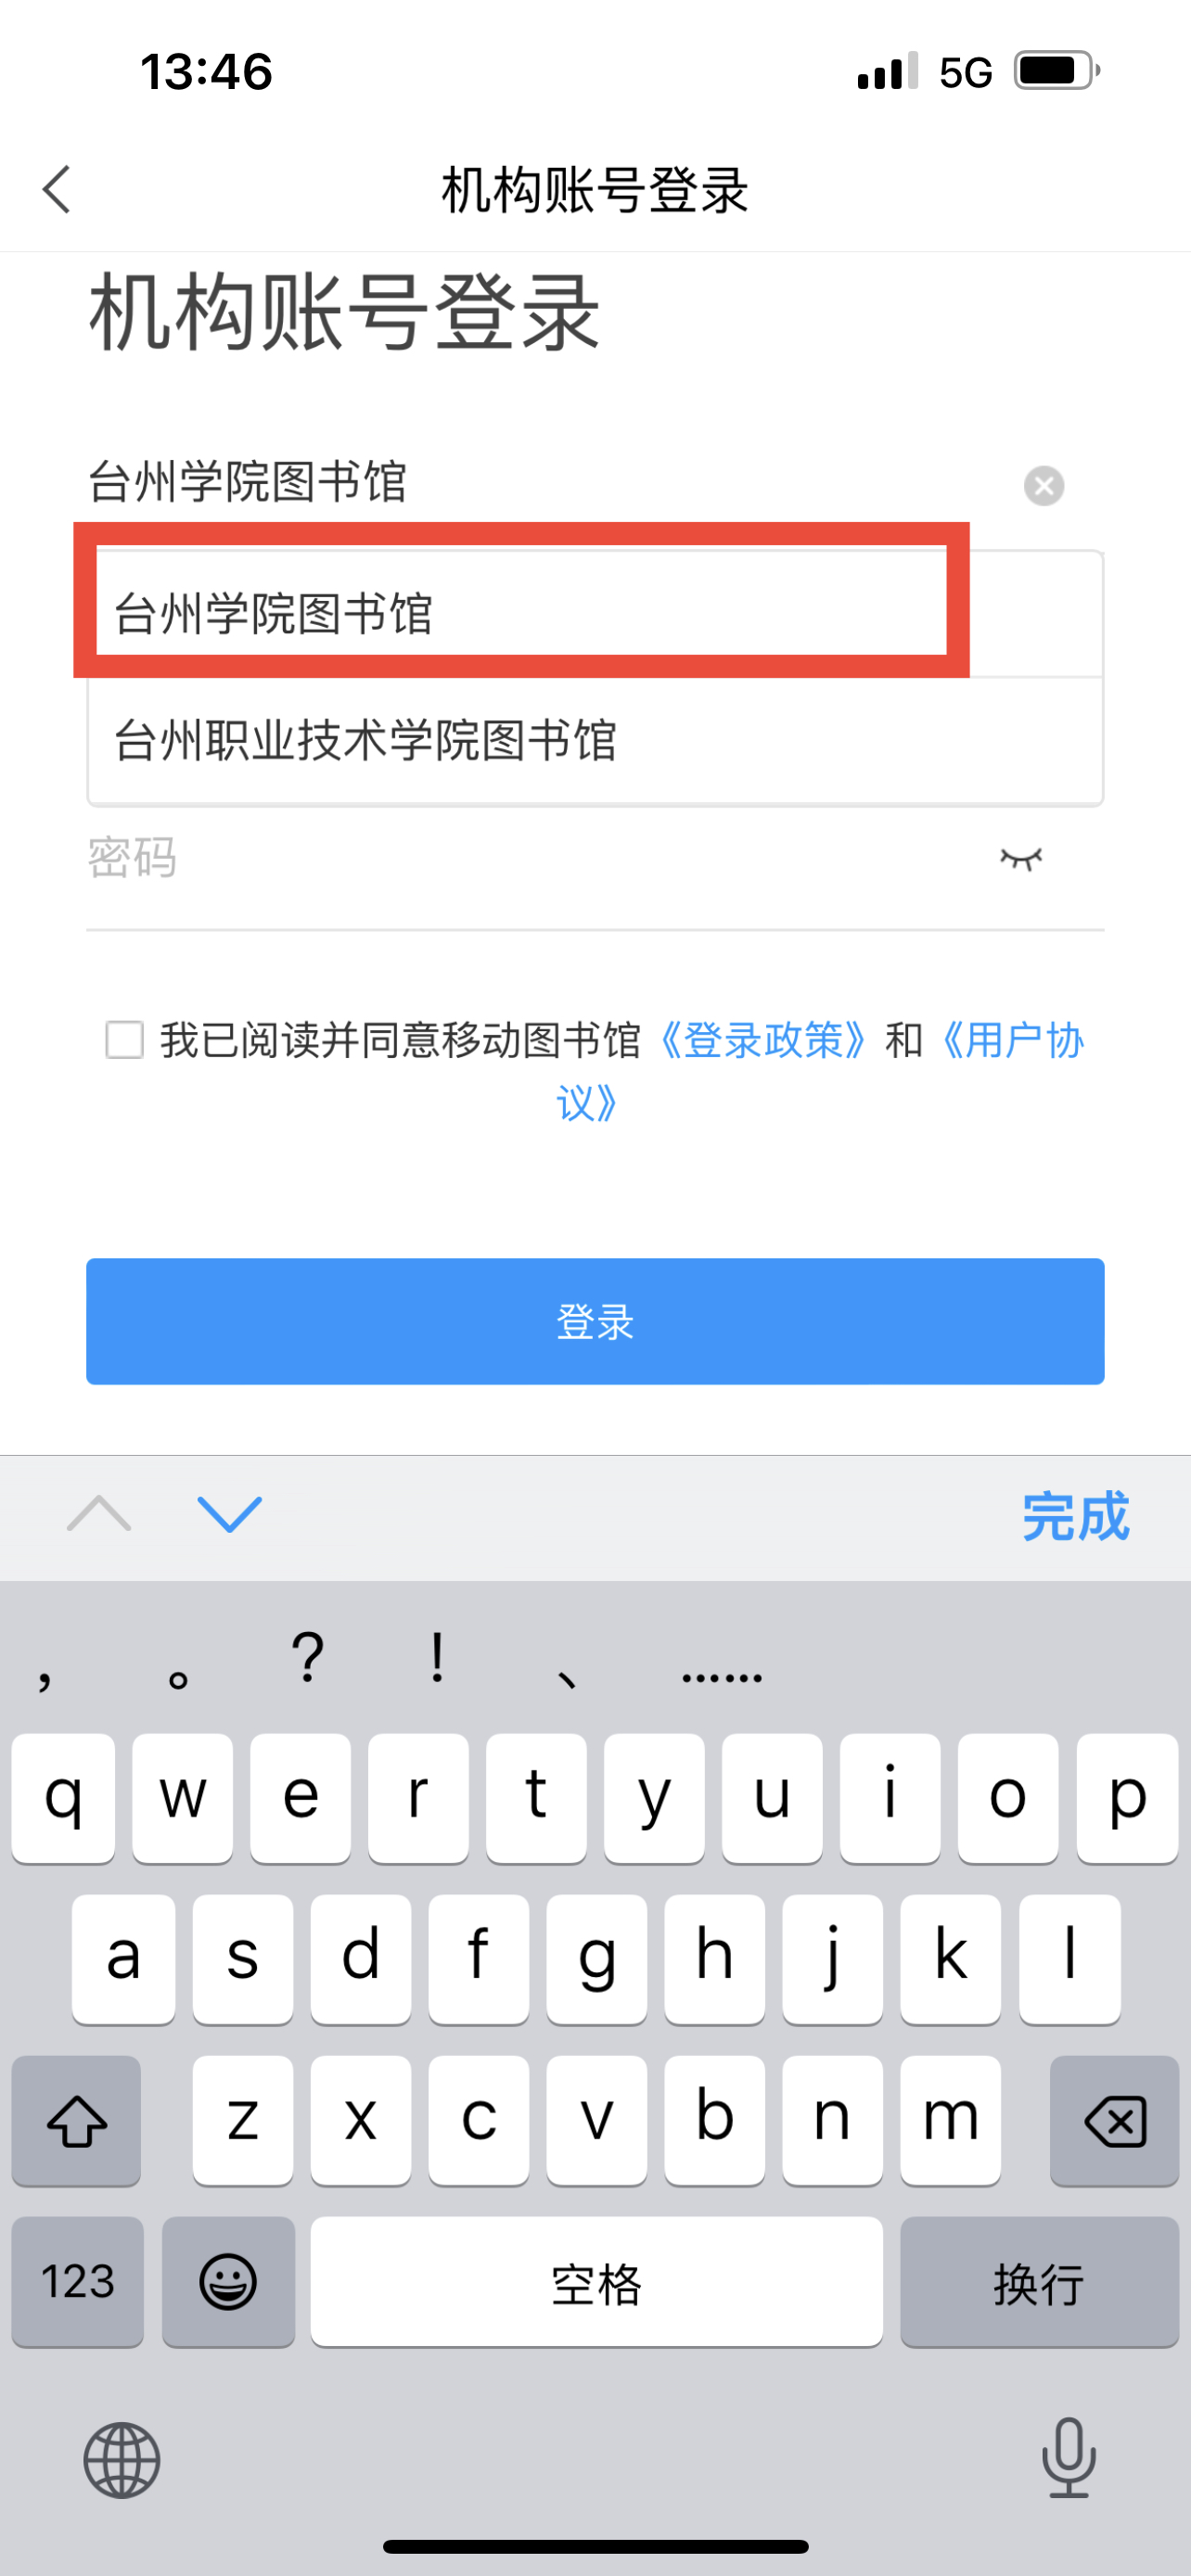 13:46 5G
机构账号登录
机构账号登录
台州学院图书馆
台州学院图书馆
台州职业技术学院图书馆
密码
我已阅读并同意移动图书馆《登录政策》和《用户协
议》
登录
完成
， 。 ? ! 、 ……
q w e r t y u i o p
a s d f g h j k l
z x c v b n m
123 空格 换行